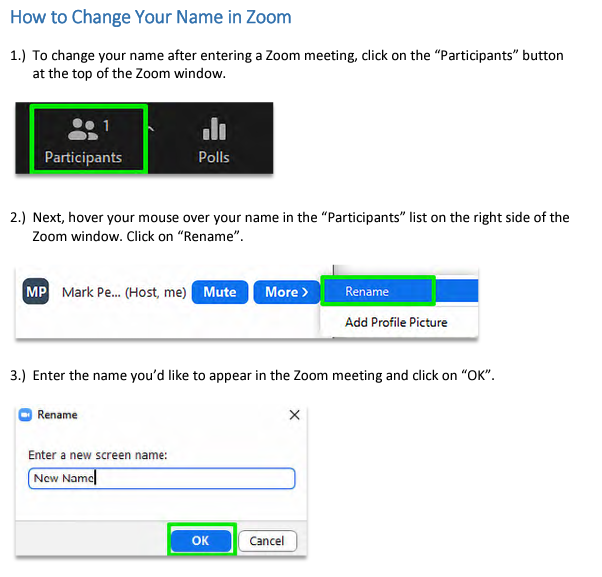 How to Change Your Name in Zoom
1.) To change your name after entering a Zoom meeting, click on the “Participants” button
at the top of the Zoom window.
1
Participants
Polls
2.) Next, hover your mouse over your name in the “Participants” list on the right side of the
Zoom window. Click on “Rename”.
MP Mark Pe... (Host, me) Mute More > Rename
Add Profile Picture
3.) Enter the name you’d like to appear in the Zoom meeting and click on “OK”.
Rename
Enter a new screen name:
New Name
OK Cancel